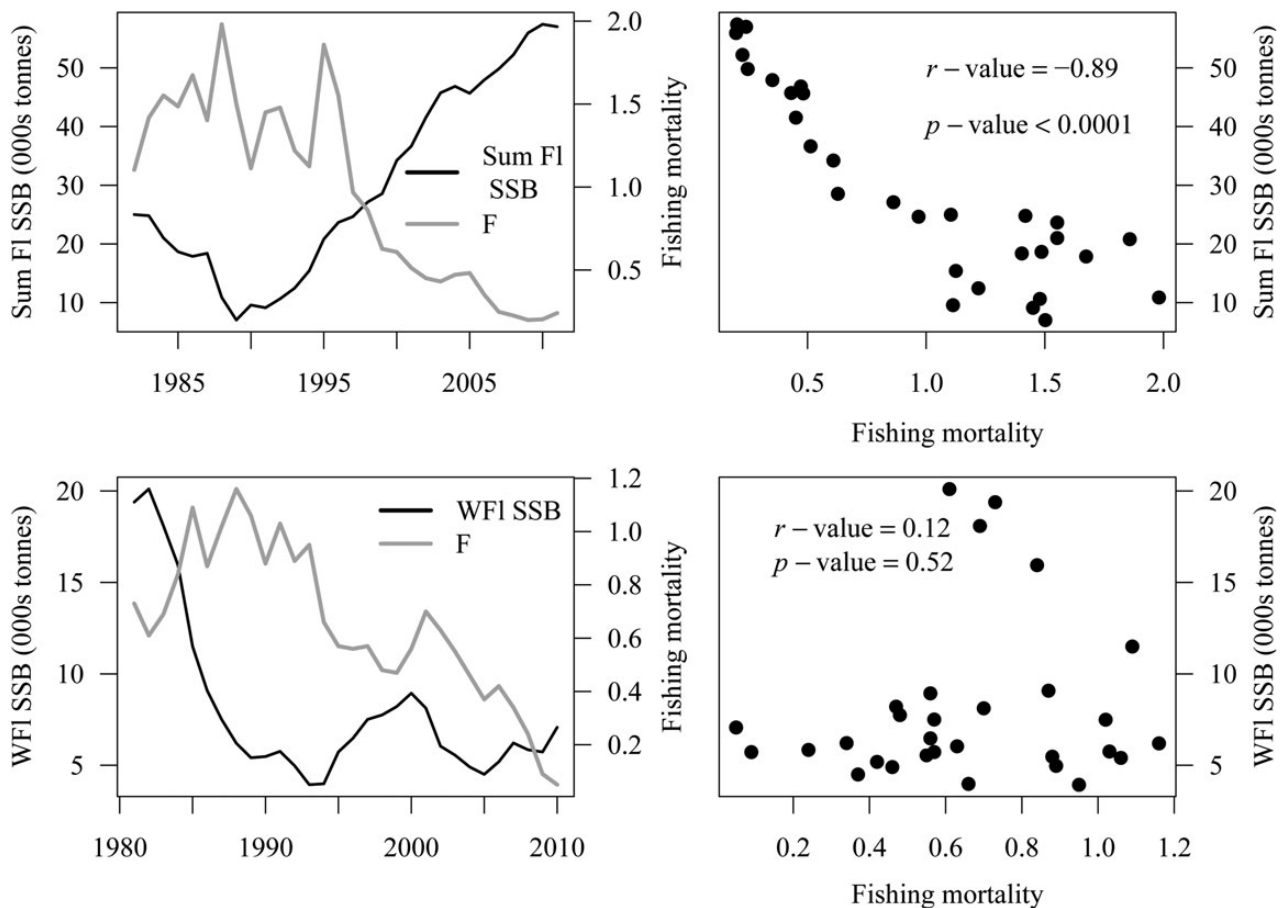 Sum Fl SSB (000s tonnes)
50
40
30
20
10
2.0
1.5
1.0
0.5
Fishing mortality
Sum Fl
SSB
F
1985
1995
2005
r − value = −0.89
p − value < 0.0001
50
40
30
20
10
Sum Fl SSB (000s tonnes)
0.5
1.0
1.5
2.0
Fishing mortality
WFl SSB (000s tonnes)
20
15
10
5
1.2
1.0
0.8
0.6
0.4
0.2
Fishing mortality
WFl SSB
F
1980
1990
2000
2010
r − value = 0.12
p − value = 0.52
20
15
10
5
WFl SSB (000s tonnes)
0.2
0.4
0.6
0.8
1.0
1.2
Fishing mortality